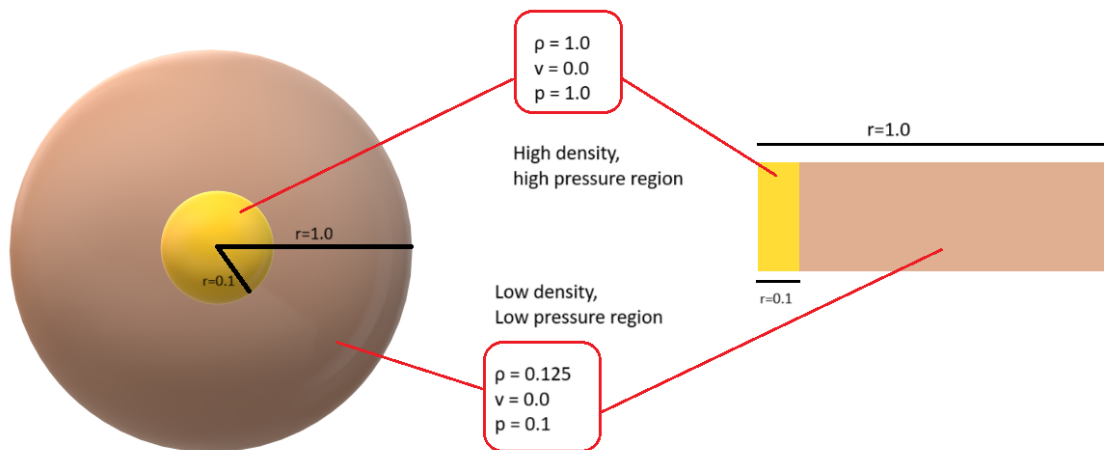 ρ = 1.0
v = 0.0
p = 1.0
High density,
high pressure region
r=1.0
r=0.1
r=1.0
r=0.1
Low density,
Low pressure region
ρ = 0.125
v = 0.0
p = 0.1